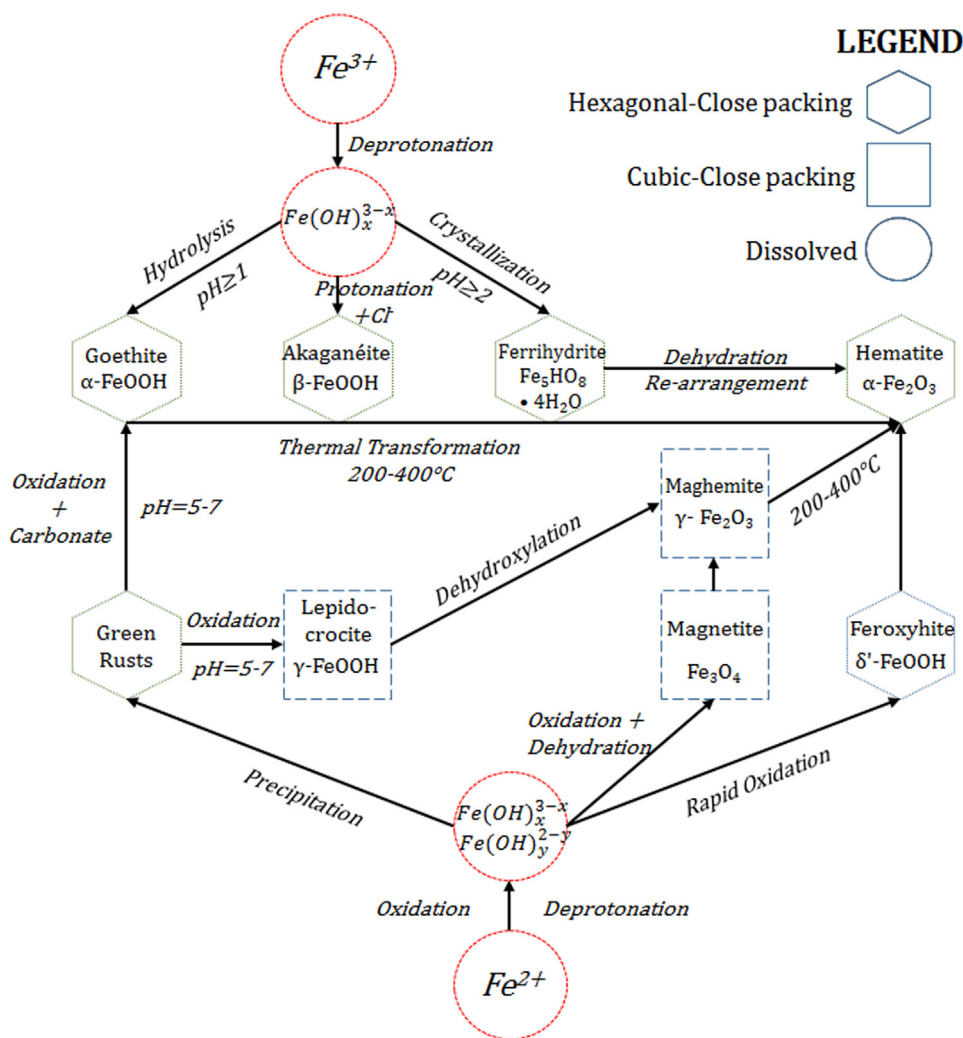 LEGEND
Hexagonal-Close packing
Cubic-Close packing
Dissolved
Fe³⁺
Deprotonation
Fe(OH)ₓ³⁻ˣ
Hydrolysis
pH≥1
Protonation
+Cl⁻
Crystallization
pH≥2
Goethite
α-FeOOH
Akaganéite
β-FeOOH
Ferrihydrite
Fe₅HO₈
• 4H₂O
Dehydration
Re-arrangement
Hematite
α-Fe₂O₃
Thermal Transformation
200-400°C
Oxidation
+
Carbonate
pH=5-7
Maghemite
γ- Fe₂O₃
200-400°C
Dehydroxylation
Green
Rusts
Oxidation
pH=5-7
Lepido-
crocite
γ-FeOOH
Magnetite
Fe₃O₄
Feroxyhite
δ'-FeOOH
Precipitation
Oxidation +
Dehydration
Rapid Oxidation
Fe(OH)ₓ³⁻ˣ
Fe(OH)ᵧ²⁻ʸ
Oxidation
Deprotonation
Fe²⁺